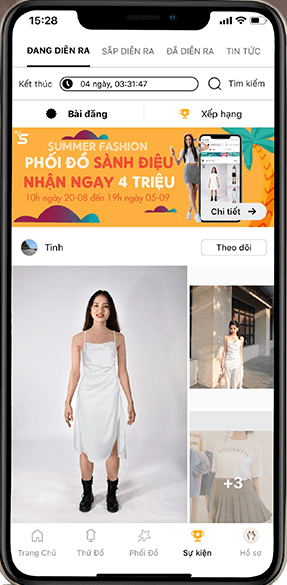 15:28
ĐANG DIỄN RA
SẮP DIỄN RA
ĐÃ DIỄN RA
TIN TỨC
Kết thúc
04 ngày, 03:31:47
Tìm kiếm
Bài đăng
Xếp hạng
SUMMER FASHION
PHỐI ĐỒ SÀNH ĐIỆU
NHẬN NGAY 4 TRIỆU
10h ngày 20-08 đến 19h ngày 05-09
Chi tiết
Tinh
Theo dõi
+3
Trang Chủ
Thử Đồ
Phối Đồ
Sự kiện
Hồ sơ